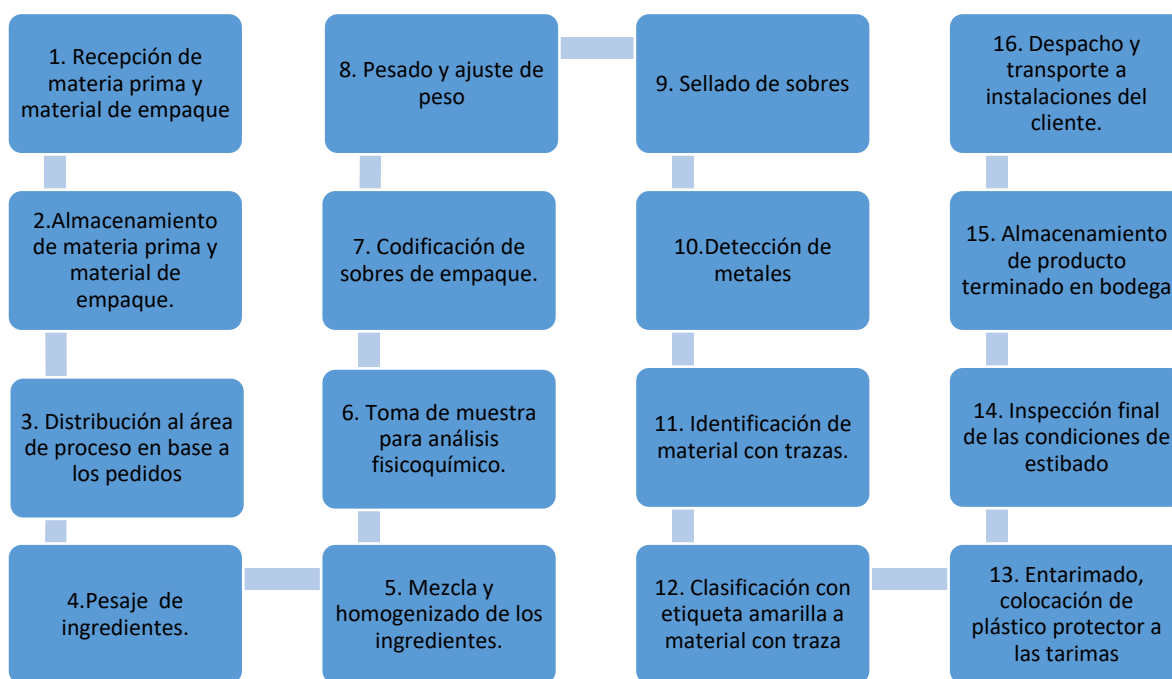 1. Recepción de
materia prima y
material de empaque
2.Almacenamiento
de materia prima y
material de
empaque.
3. Distribución al área
de proceso en base a
los pedidos
4.Pesaje de
ingredientes.
5. Mezcla y
homogenizado de los
ingredientes.
6. Toma de muestra
para análisis
fisicoquímico.
7. Codificación de
sobres de empaque.
8. Pesado y ajuste de
peso
9. Sellado de sobres
10.Detección de
metales
11. Identificación de
material con trazas.
12. Clasificación con
etiqueta amarilla a
material con traza
13. Entarimado,
colocación de
plástico protector a
las tarimas
14. Inspección final
de las condiciones de
estibado
15. Almacenamiento
de producto
terminado en bodega
16. Despacho y
transporte a
instalaciones del
cliente.